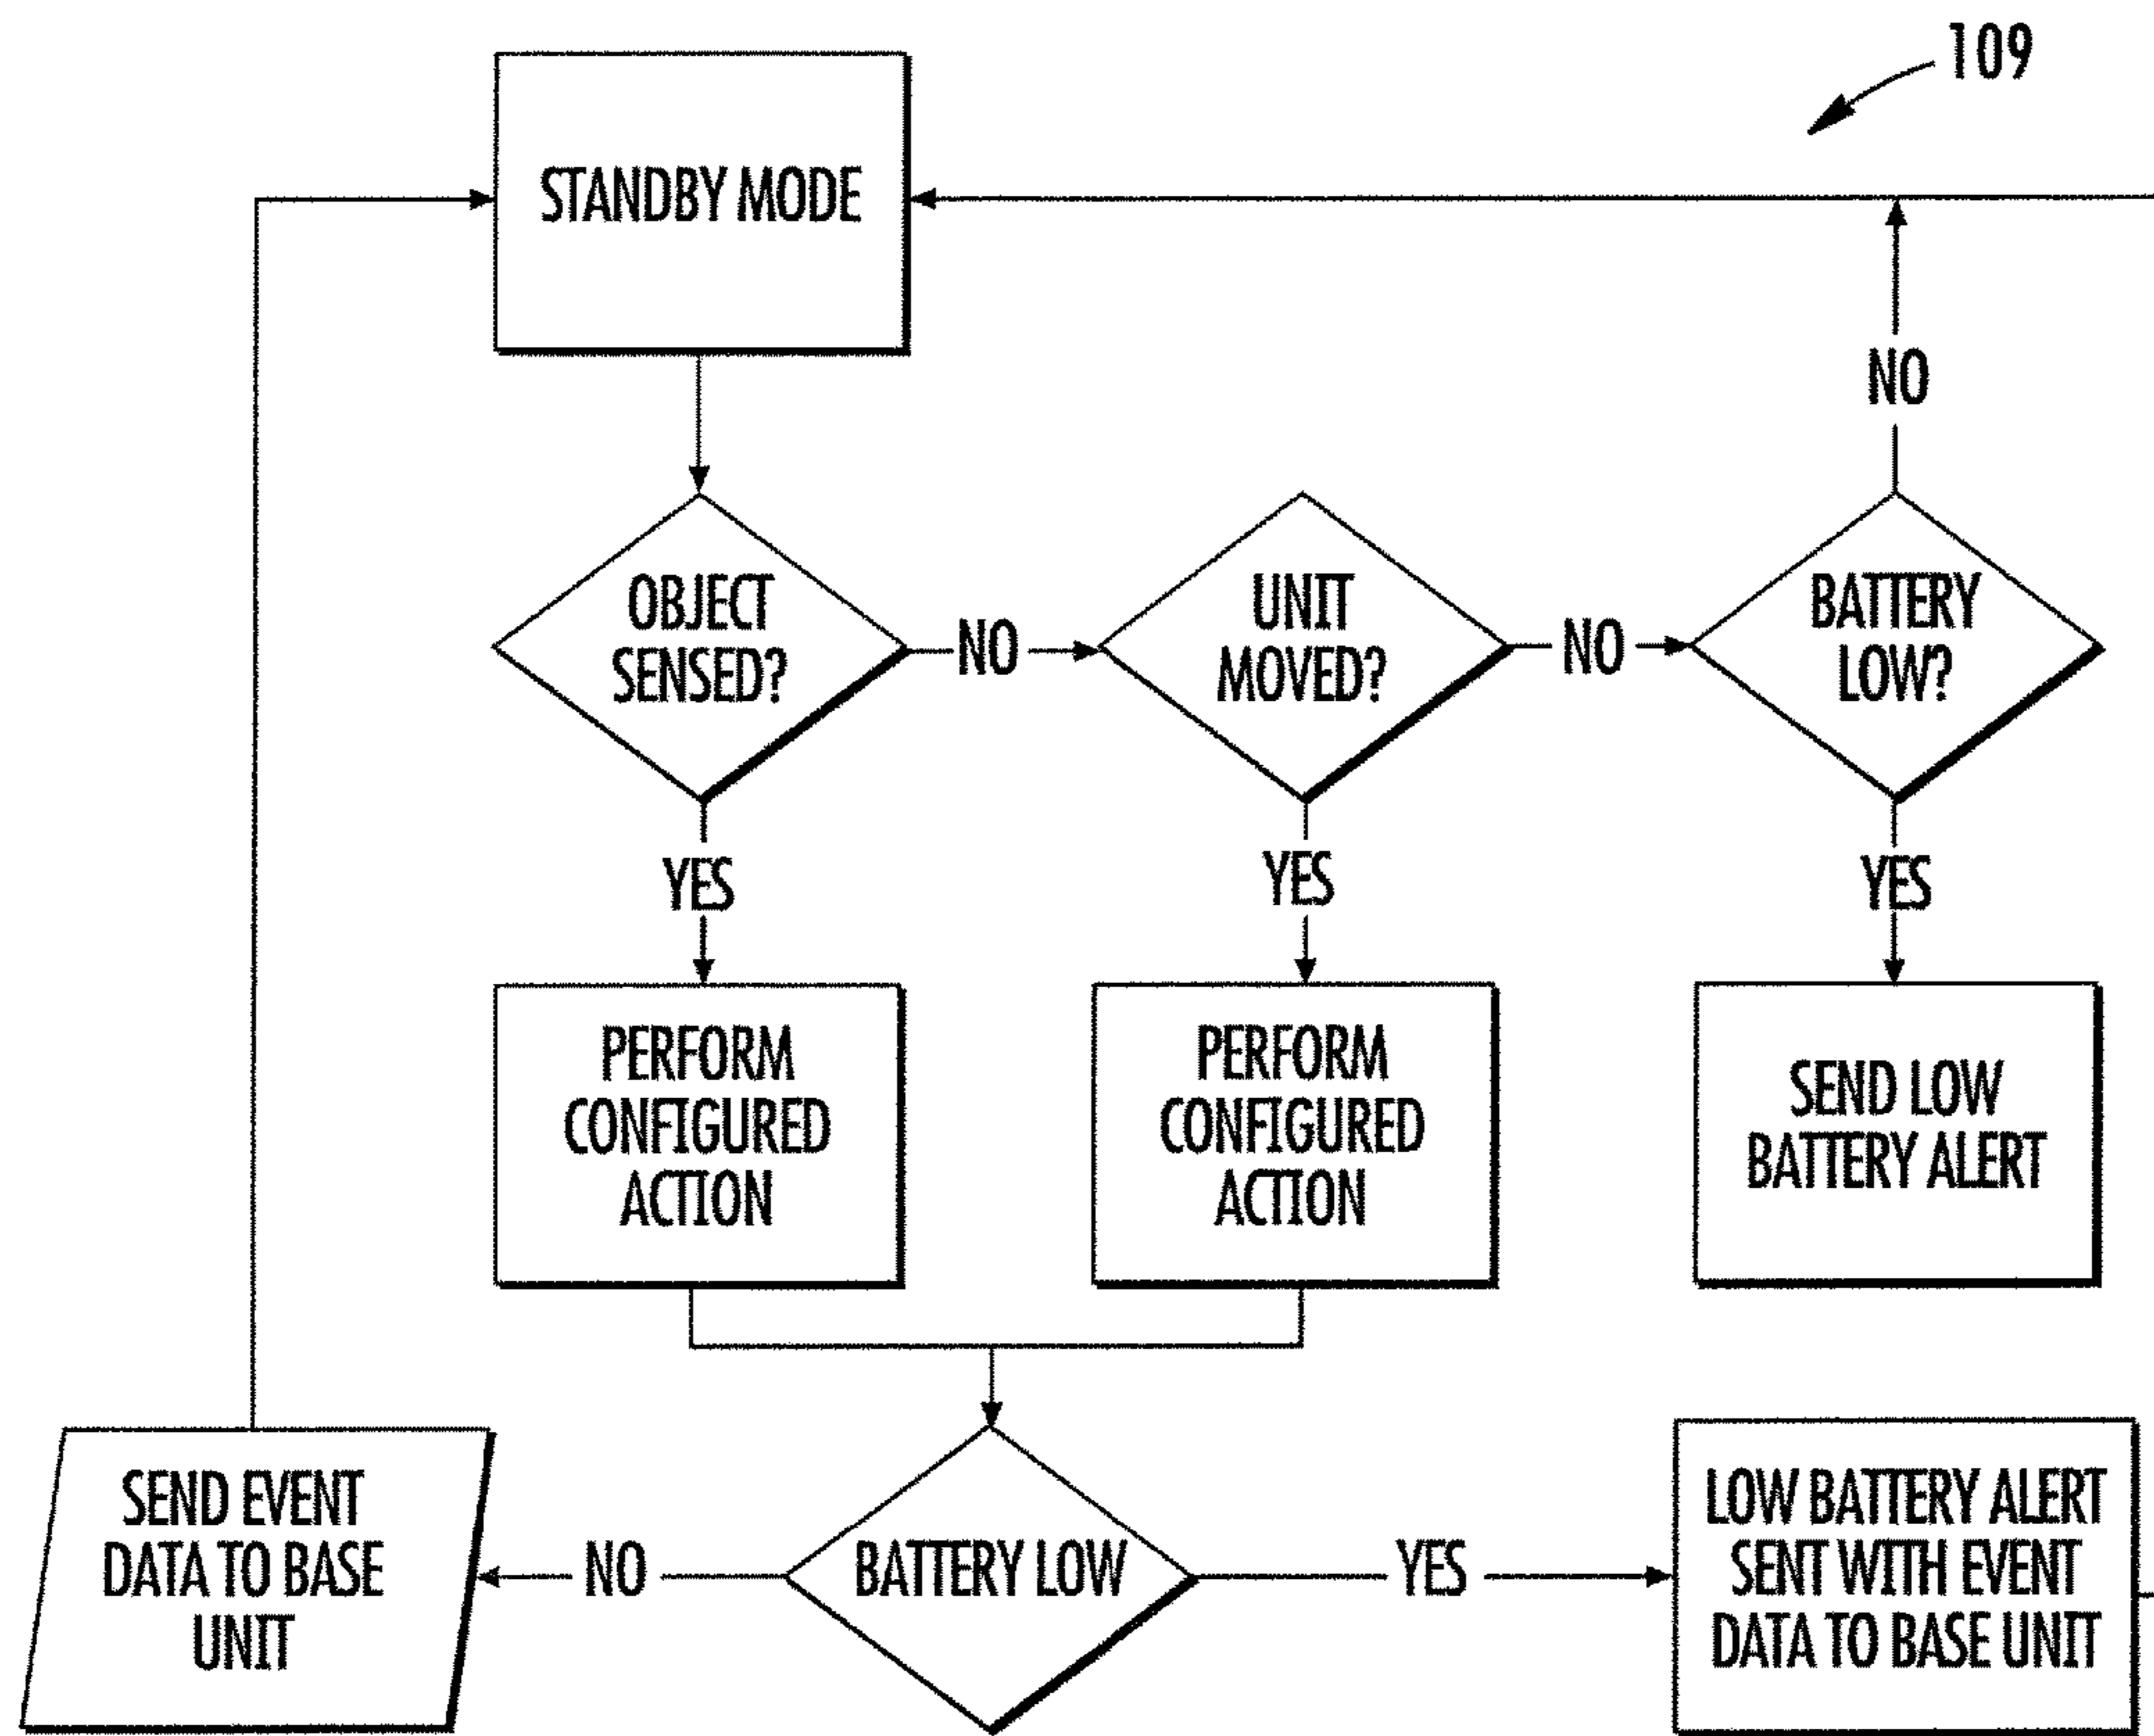 109
STANDBY MODE
NO
OBJECT
SENSED?
NO
UNIT
MOVED?
NO
BATTERY
LOW?
YES
YES
YES
PERFORM
CONFIGURED
ACTION
PERFORM
CONFIGURED
ACTION
SEND LOW
BATTERY ALERT
SEND EVENT
DATA TO BASE
UNIT
NO
BATTERY LOW
YES
LOW BATTERY ALERT
SENT WITH EVENT
DATA TO BASE UNIT